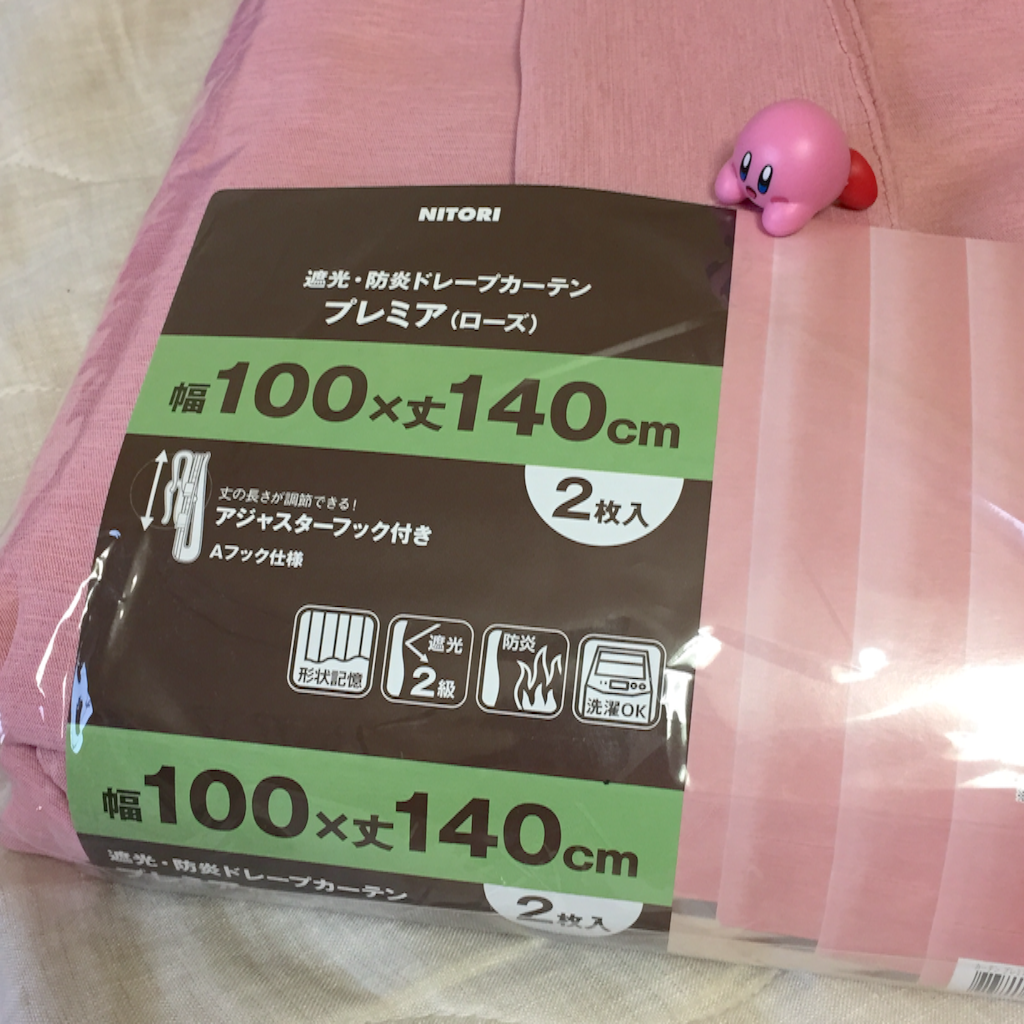 NITORI
遮光・防炎ドレープカーテン
プレミア(ローズ)
幅100×丈140cm
2枚入
丈の長さが調節できる!
アジャスターフック付き
Aフック仕様
形状記憶
遮光
2級
防炎
洗濯OK
幅100×丈140cm
遮光・防炎ドレープカーテン
2枚入